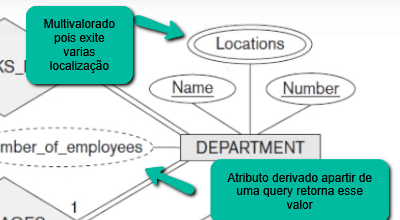 Multivalorado
pois exite
varias
localização
Locations
KS_
Name
Number
mber_of_employees
DEPARTMENT
Atributo derivado apartir de
uma query retorna esse
valor
1